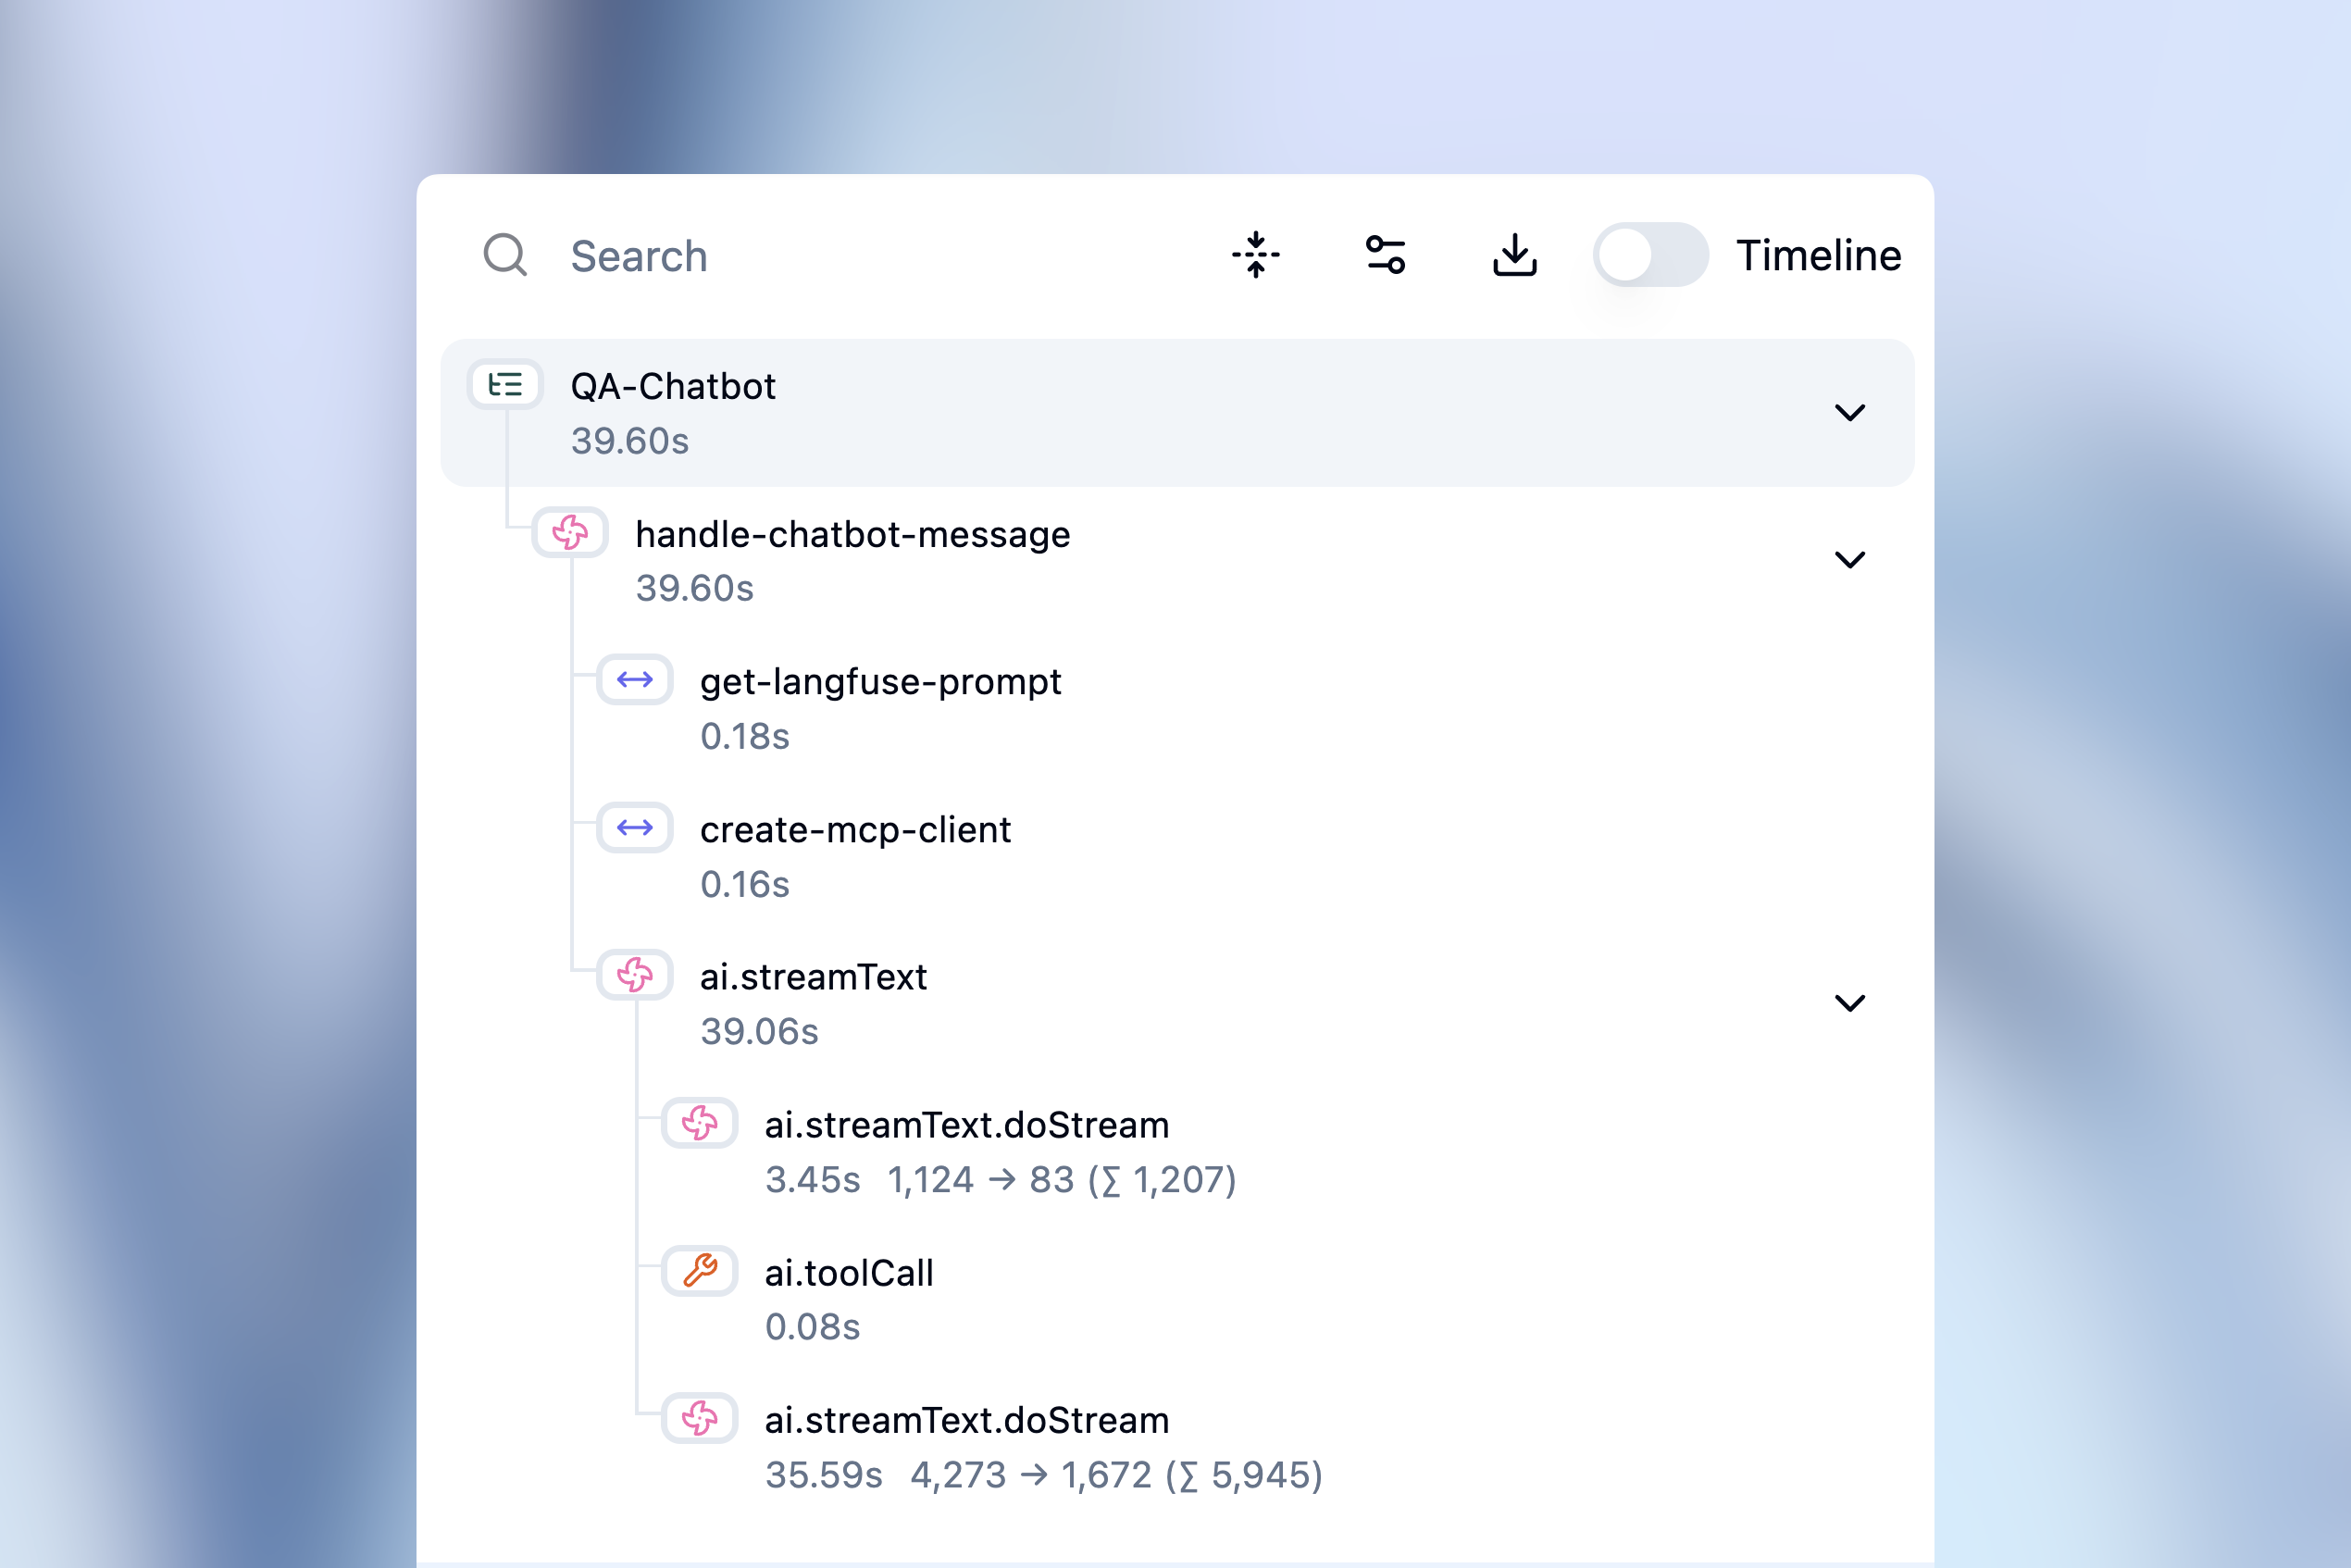 Search
Timeline
QA-Chatbot
39.60s
handle-chatbot-message
39.60s
get-langfuse-prompt
0.18s
create-mcp-client
0.16s
ai.streamText
39.06s
ai.streamText.doStream
3.45s 1,124 → 83 (∑ 1,207)
ai.toolCall
0.08s
ai.streamText.doStream
35.59s 4,273 → 1,672 (∑ 5,945)